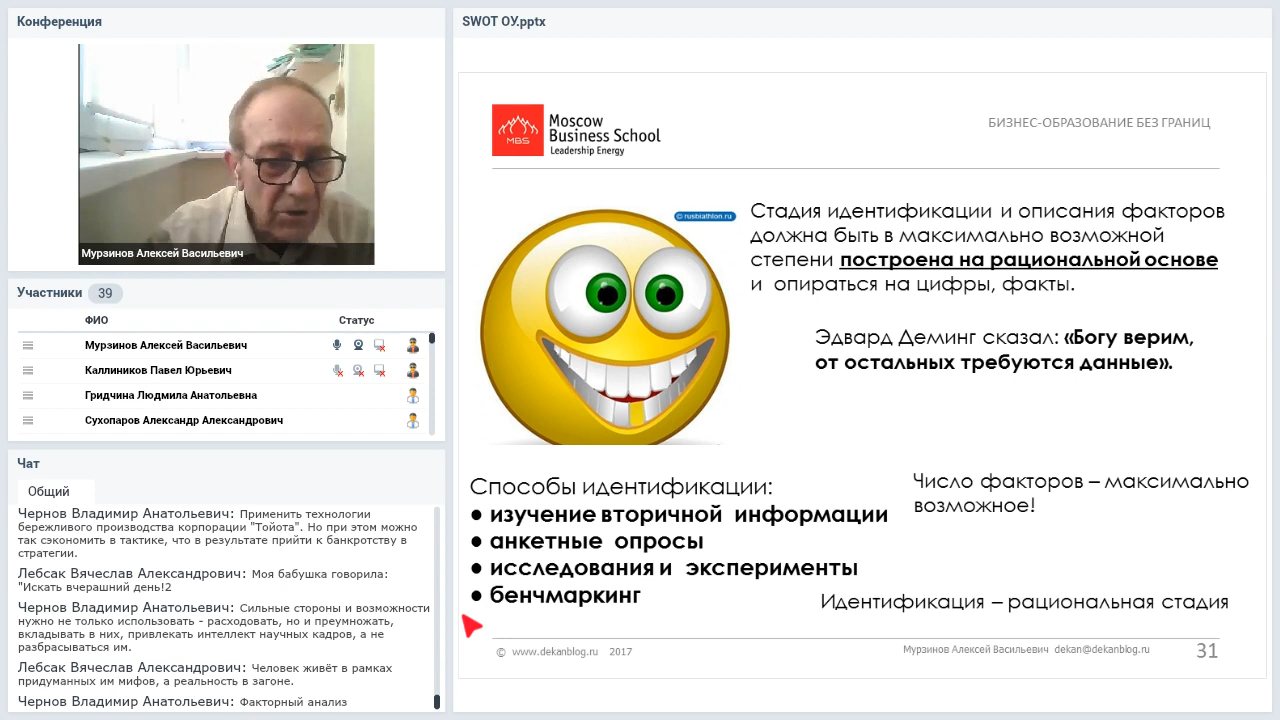 Конференция
Мурзинов Алексей Васильевич
Участники 39
ФИО Статус
Мурзинов Алексей Васильевич
Каллиников Павел Юрьевич
Гридчина Людмила Анатольевна
Сухопаров Александр Александрович
Чат
Общий
Чернов Владимир Анатольевич: Применить технологии
бережливого производства корпорации "Тойота". Но при этом можно
так сэкономить в тактике, что в результате прийти к банкротству в
стратегии.
Лебсак Вячеслав Александрович: Моя бабушка говорила:
"Искать вчерашний день!2
Чернов Владимир Анатольевич: Сильные стороны и возможности
нужно не только использовать - расходовать, но и преумножать,
вкладывать в них, привлекать интеллект научных кадров, а не
разбрасываться им.
Лебсак Вячеслав Александрович: Человек живёт в рамках
придуманных им мифов, а реальность в загоне.
Чернов Владимир Анатольевич: Факторный анализ
SWOT ОУ.pptx
MBS
Moscow
Business School
Leadership Energy
БИЗНЕС-ОБРАЗОВАНИЕ БЕЗ ГРАНИЦ
© rusbiathlon.ru
Стадия идентификации и описания факторов
должна быть в максимально возможной
степени построена на рациональной основе
и опираться на цифры, факты.
Эдвард Деминг сказал: «Богу верим,
от остальных требуются данные».
Способы идентификации:
● изучение вторичной информации
● анкетные опросы
● исследования и эксперименты
● бенчмаркинг
Число факторов – максимально
возможное!
Идентификация – рациональная стадия
© www.dekanblog.ru 2017
Мурзинов Алексей Васильевич dekan@dekanblog.ru
31